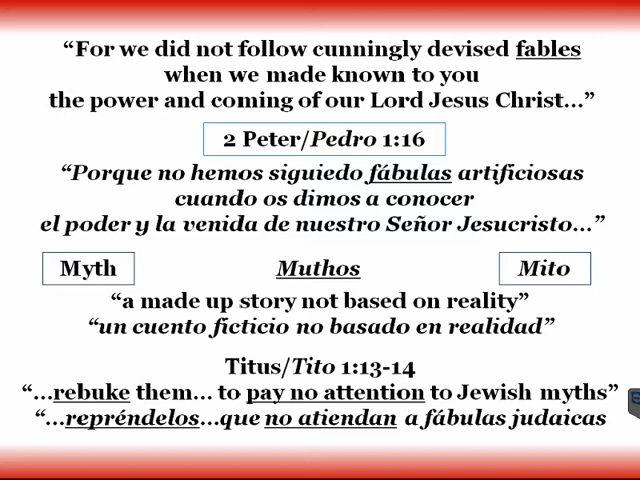 “For we did not follow cunningly devised fables
when we made known to you
the power and coming of our Lord Jesus Christ…”
2 Peter/Pedro 1:16
“Porque no hemos siguiedo fábulas artificiosas
cuando os dimos a conocer
el poder y la venida de nuestro Señor Jesucristo…”
Myth Muthos Mito
“a made up story not based on reality”
“un cuento ficticio no basado en realidad”
Titus/Tito 1:13-14
“…rebuke them… to pay no attention to Jewish myths”
“…repréndelos…que no atiendan a fábulas judaicas